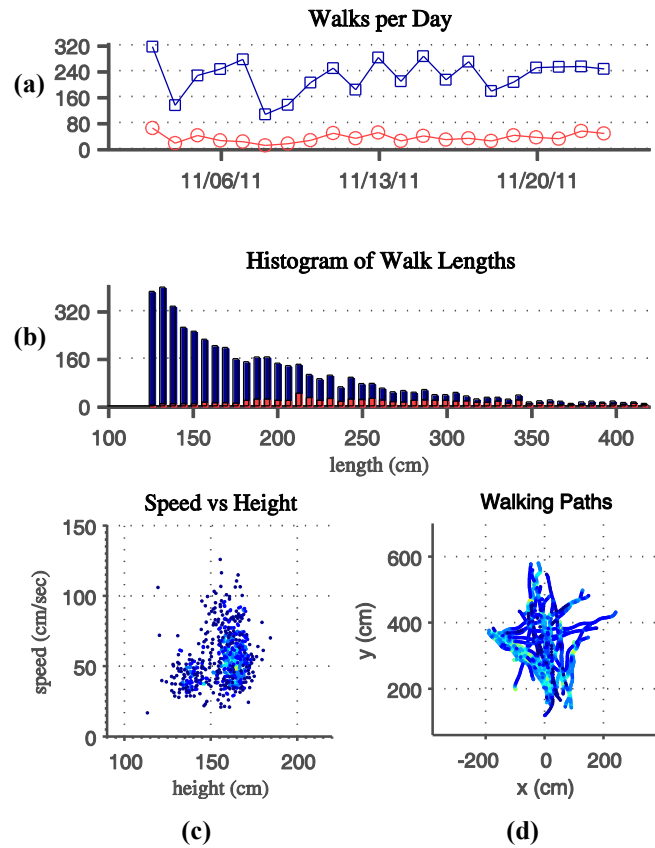 Walks per Day
(a)
320
240
160
80
0
11/06/11 11/13/11 11/20/11
Histogram of Walk Lengths
(b)
320
160
0
100 150 200 250 300 350 400
length (cm)
Speed vs Height
150
100
50
0
speed (cm/sec)
100 150 200
height (cm)
(c)
Walking Paths
600
400
200
y (cm)
-200 0 200
x (cm)
(d)